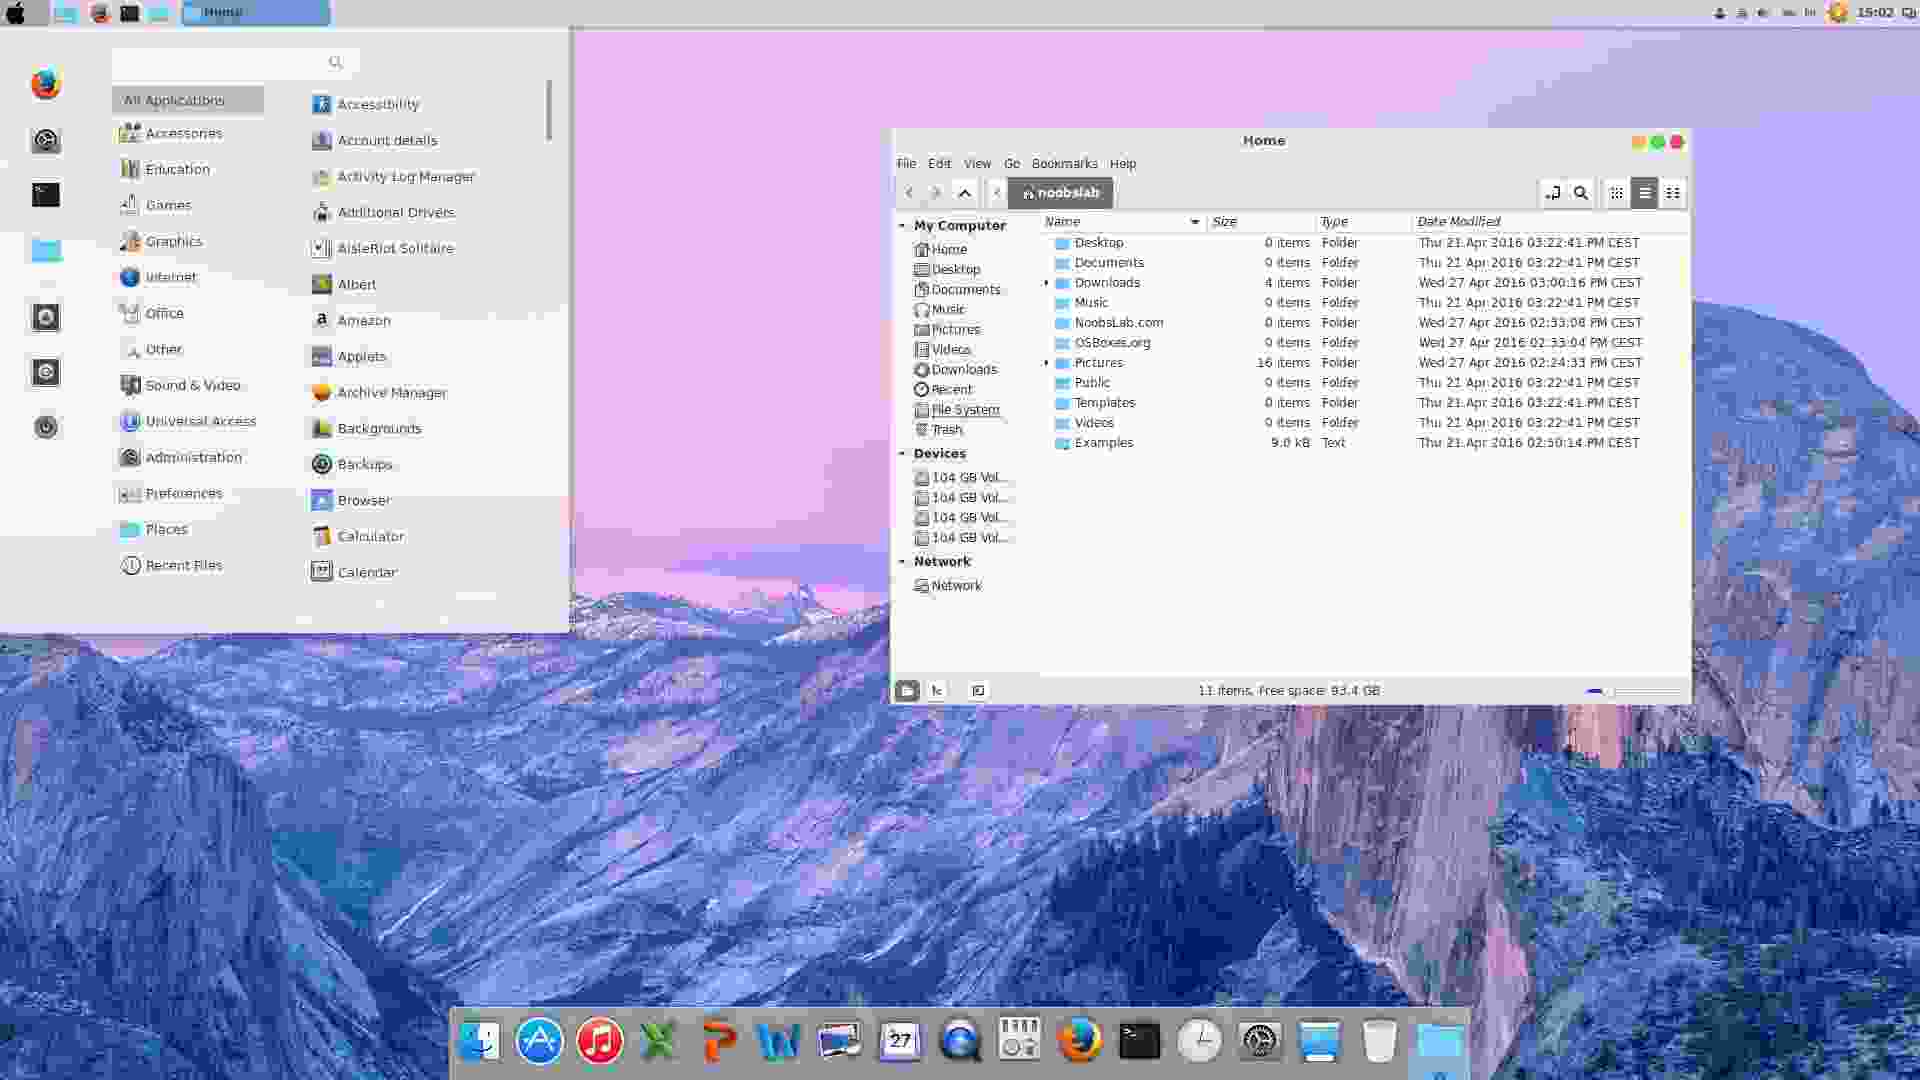 Home
15:02
All Applications
Accessories
Education
Games
Graphics
Internet
Office
Other
Sound & Video
Universal Access
Administration
Preferences
Places
Recent Files
Accessibility
Account details
Activity Log Manager
Additional Drivers
AisleRiot Solitaire
Albert
Amazon
Applets
Archive Manager
Backgrounds
Backups
Browser
Calculator
Calendar
Home
File Edit View Go Bookmarks Help
noobslab
My Computer
Home
Desktop
Documents
Music
Pictures
Videos
Downloads
Recent
File System
Trash
Devices
104 GB Vol...
104 GB Vol...
104 GB Vol...
104 GB Vol...
Network
Network
Name Size Type Date Modified
Desktop 0 items Folder Thu 21 Apr 2016 03:22:41 PM CEST
Documents 0 items Folder Thu 21 Apr 2016 03:22:41 PM CEST
Downloads 4 items Folder Wed 27 Apr 2016 03:00:16 PM CEST
Music 0 items Folder Thu 21 Apr 2016 03:22:41 PM CEST
NoobsLab.com 0 items Folder Wed 27 Apr 2016 02:33:08 PM CEST
OSBoxes.org 0 items Folder Wed 27 Apr 2016 02:33:04 PM CEST
Pictures 16 items Folder Wed 27 Apr 2016 02:24:33 PM CEST
Public 0 items Folder Thu 21 Apr 2016 03:22:41 PM CEST
Templates 0 items Folder Thu 21 Apr 2016 03:22:41 PM CEST
Videos 0 items Folder Thu 21 Apr 2016 03:22:41 PM CEST
Examples 9.0 kB Text Thu 21 Apr 2016 02:50:14 PM CEST
11 items, Free space: 93.4 GB
27